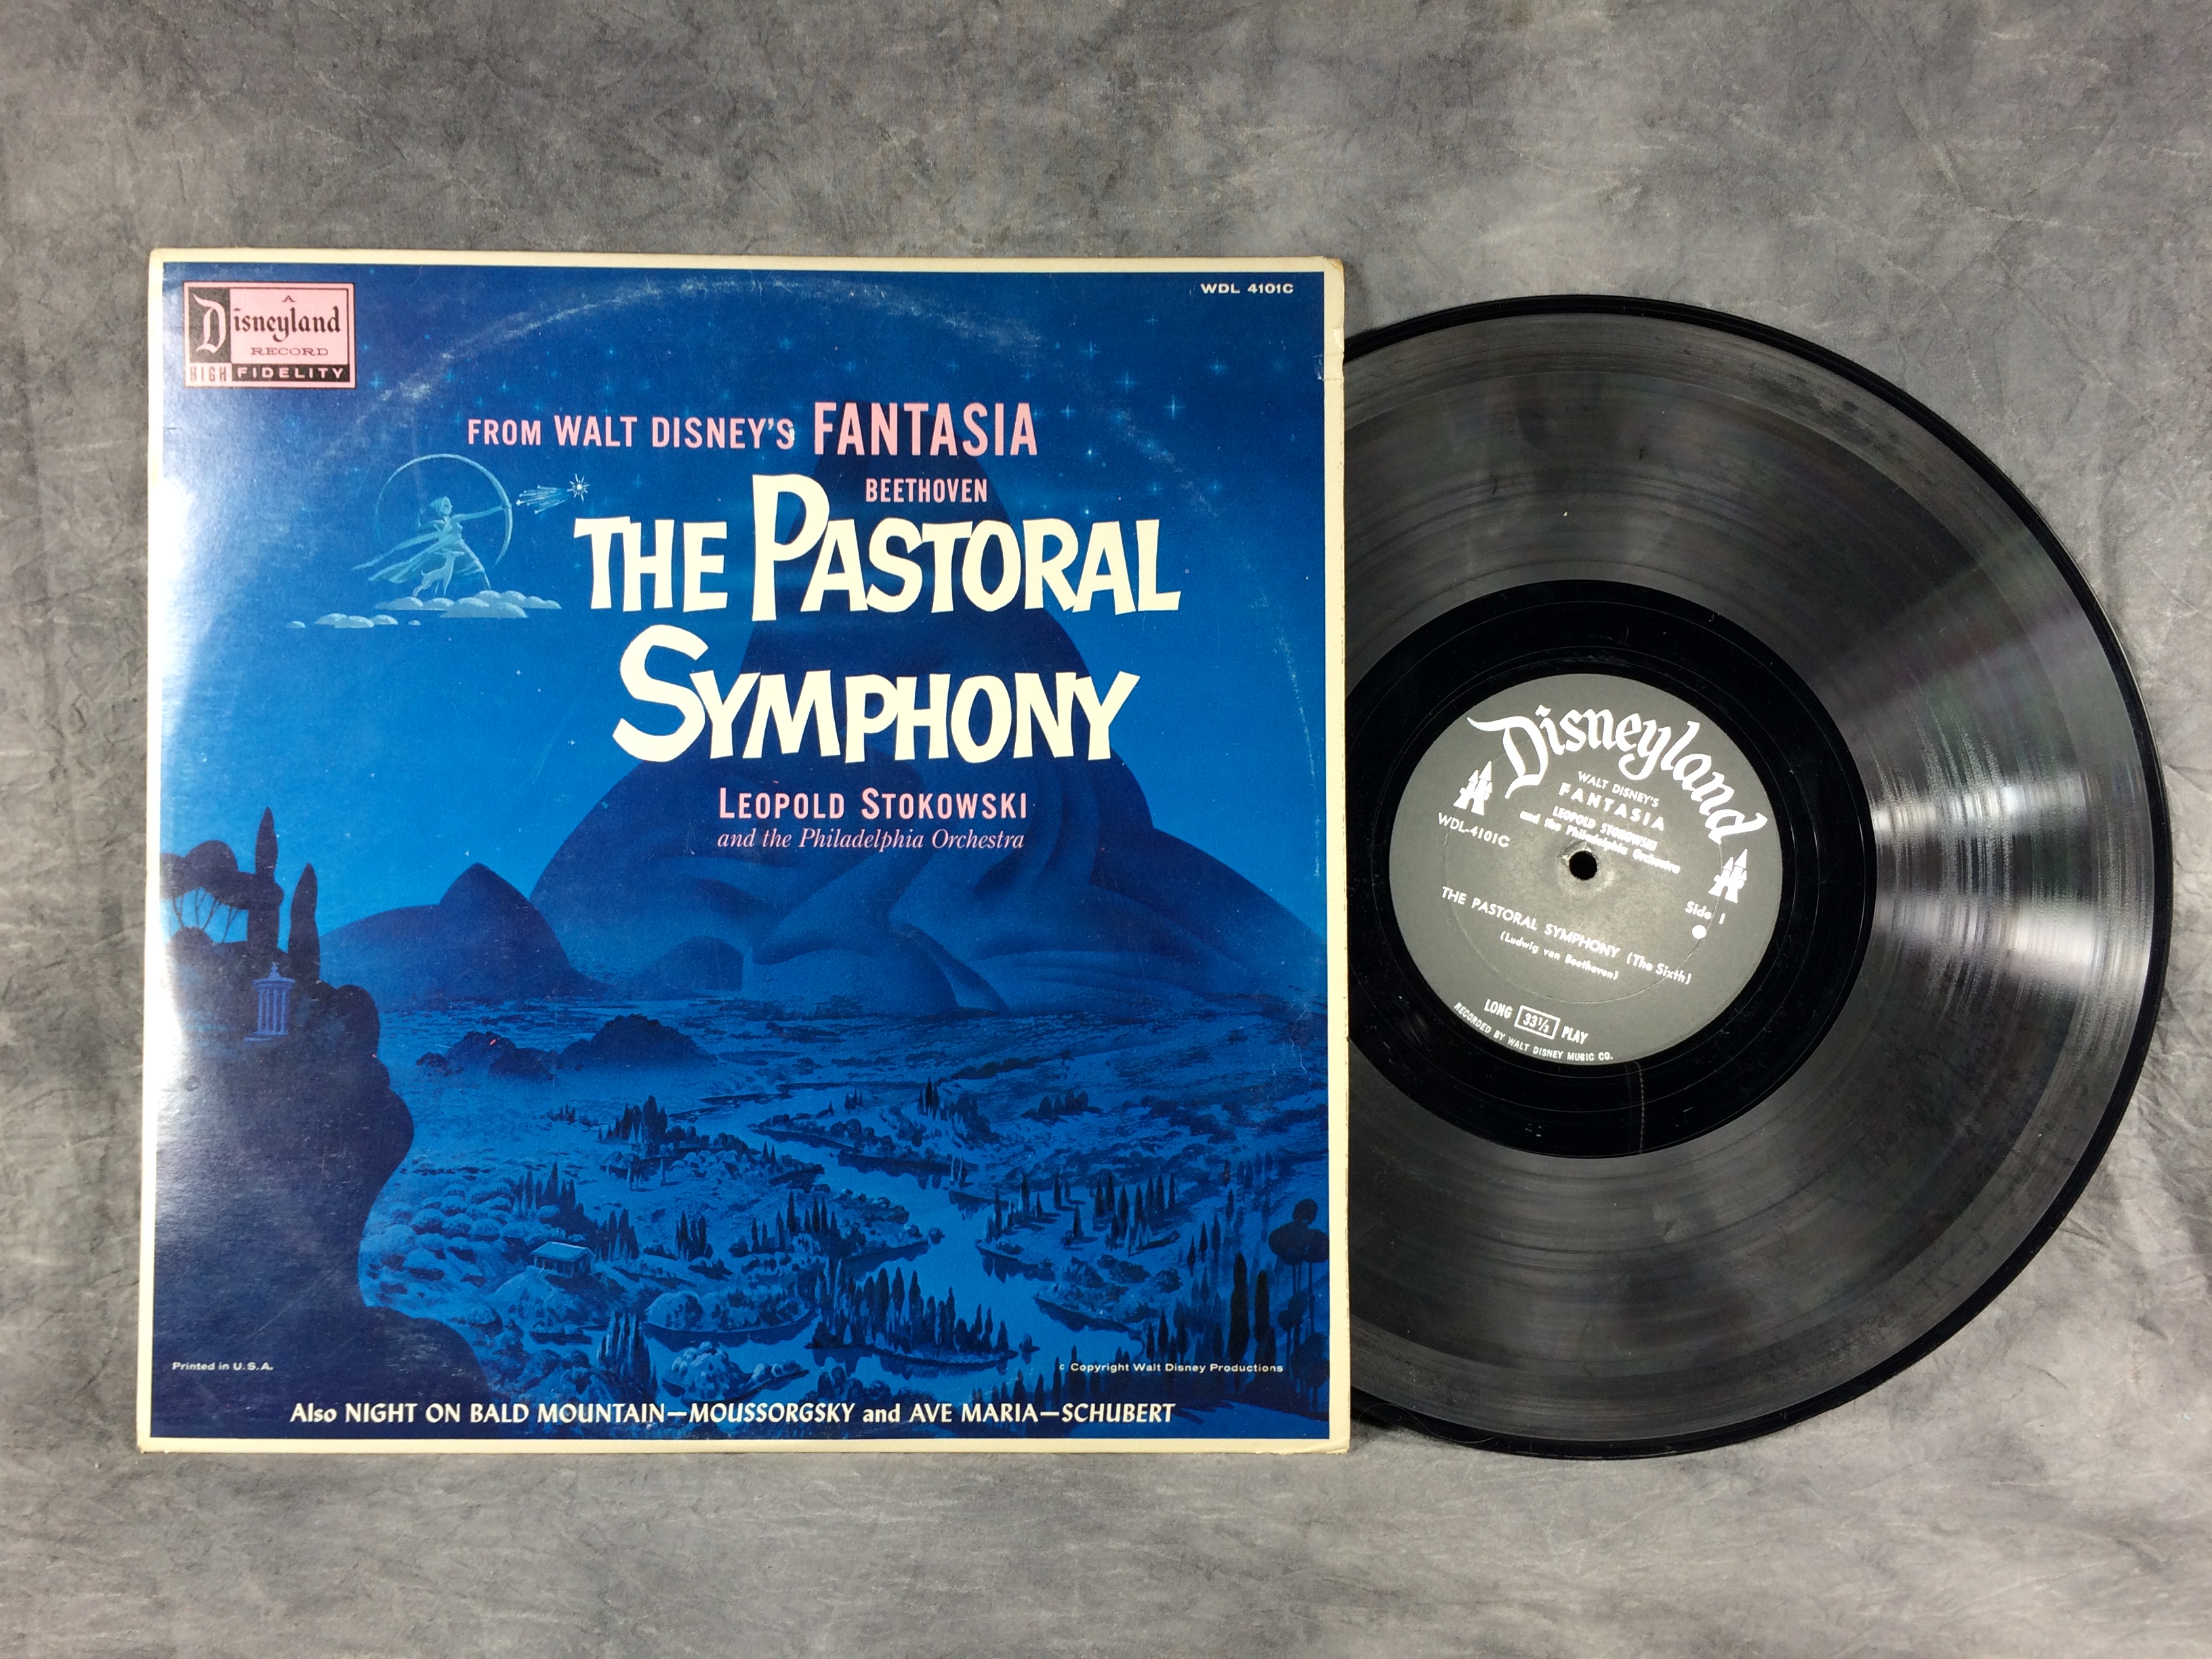 A
Disneyland
RECORD
HIGH FIDELITY
WDL 4101C
FROM WALT DISNEY'S FANTASIA
BEETHOVEN
THE PASTORAL
SYMPHONY
LEOPOLD STOKOWSKI
and the Philadelphia Orchestra
Printed in U.S.A.
c Copyright Walt Disney Productions
Also NIGHT ON BALD MOUNTAIN—MOUSSORGSKY and AVE MARIA—SCHUBERT
Disneyland
WALT DISNEY'S
FANTASIA
LEOPOLD STOKOWSKI
and the Philadelphia Orchestra
WDL-4101C
Side 1
THE PASTORAL SYMPHONY (The Sixth)
(Ludwig van Beethoven)
LONG 33⅓ PLAY
RECORDED BY WALT DISNEY MUSIC CO.